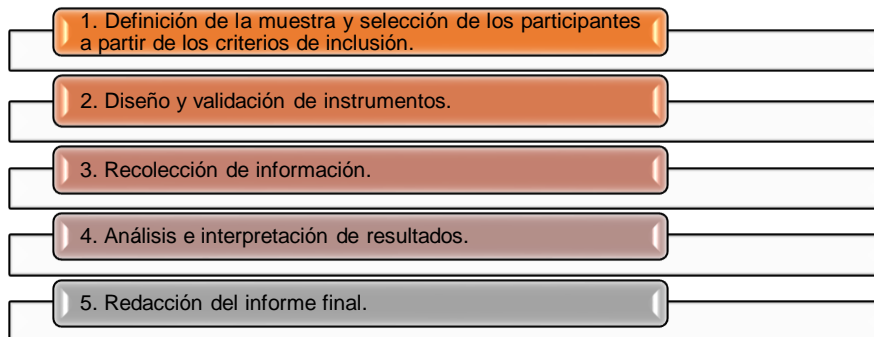 1. Definición de la muestra y selección de los participantes
a partir de los criterios de inclusión.
2. Diseño y validación de instrumentos.
3. Recolección de información.
4. Análisis e interpretación de resultados.
5. Redacción del informe final.